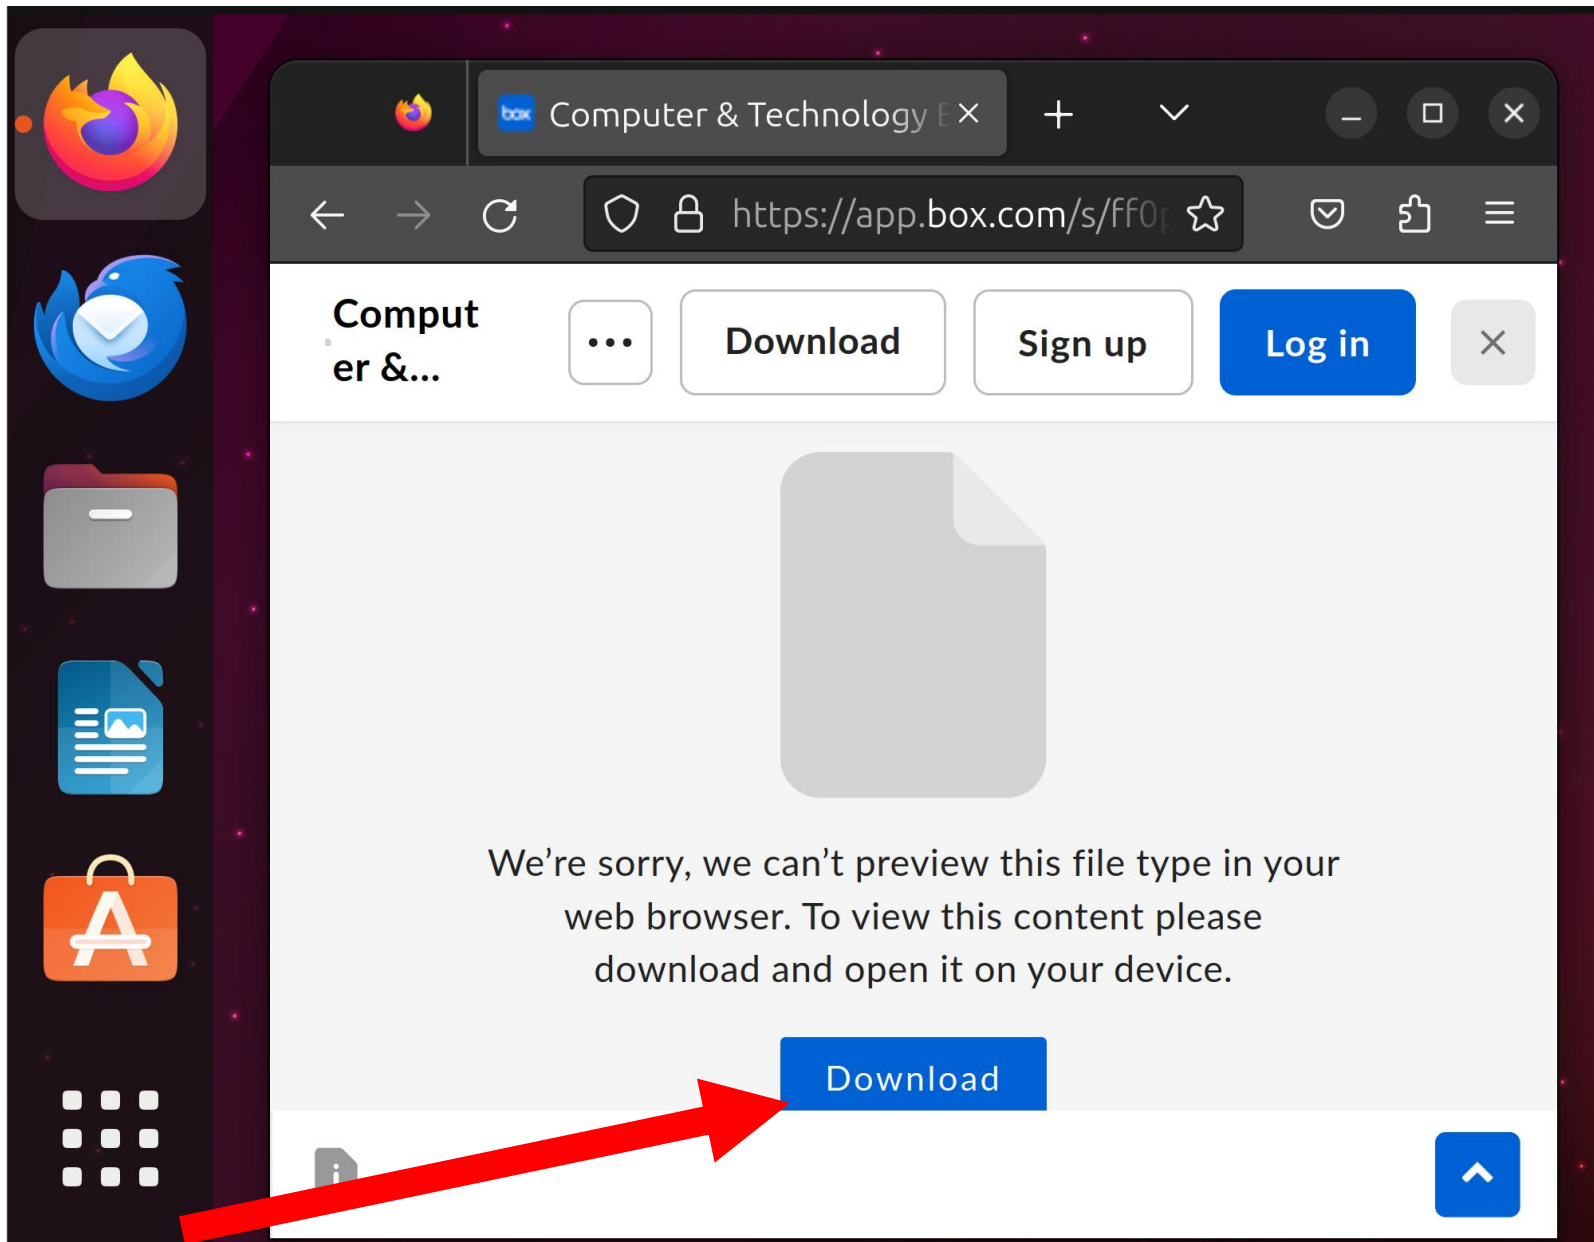 box Computer & Technology
https://app.box.com/s/ff0
Comput
er &...
Download
Sign up
Log in
We’re sorry, we can’t preview this file type in your
web browser. To view this content please
download and open it on your device.
Download